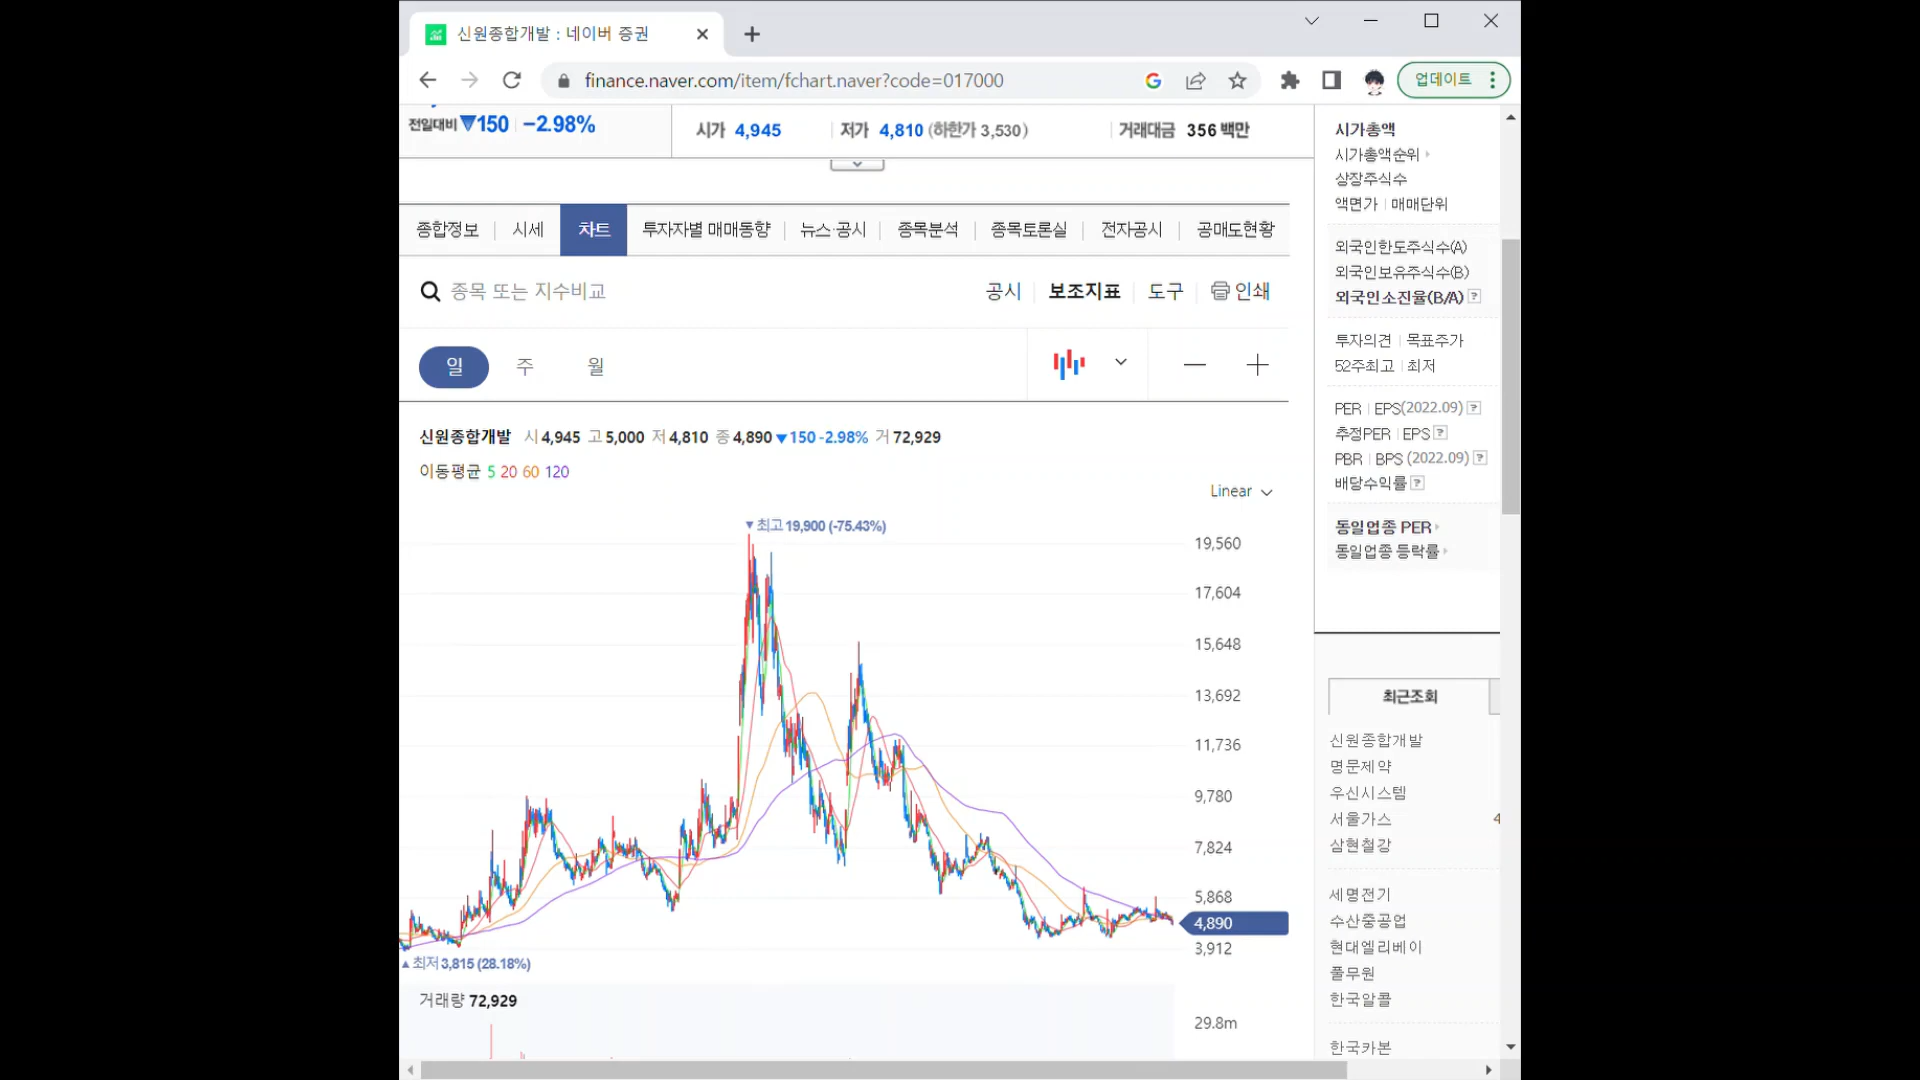 신원종합개발 : 네이버 증권
finance.naver.com/item/fchart.naver?code=017000
업데이트
전일대비 ▼150 −2.98%
시가 4,945 저가 4,810 (하한가 3,530) 거래대금 356 백만
종합정보 시세 차트 투자자별 매매동향 뉴스·공시 종목분석 종목토론실 전자공시 공매도현황
종목 또는 지수비교 공시 보조지표 도구 인쇄
일 주 월
신원종합개발 시 4,945 고 5,000 저 4,810 종 4,890 ▼150 -2.98% 거 72,929
이동평균 5 20 60 120
Linear
▼최고 19,900 (-75.43%)
19,560
17,604
15,648
13,692
11,736
9,780
7,824
5,868
4,890
3,912
▲최저 3,815 (28.18%)
거래량 72,929
29.8m
시가총액
시가총액순위
상장주식수
액면가 매매단위
외국인한도주식수(A)
외국인보유주식수(B)
외국인소진율(B/A) ?
투자의견 목표주가
52주최고 최저
PER EPS(2022.09) ?
추정PER EPS ?
PBR BPS (2022.09) ?
배당수익률 ?
동일업종 PER
동일업종 등락률
최근조회
신원종합개발
명문제약
우신시스템
서울가스 4
삼현철강
세명전기
수산중공업
현대엘리베이
풀무원
한국알콜
한국카본